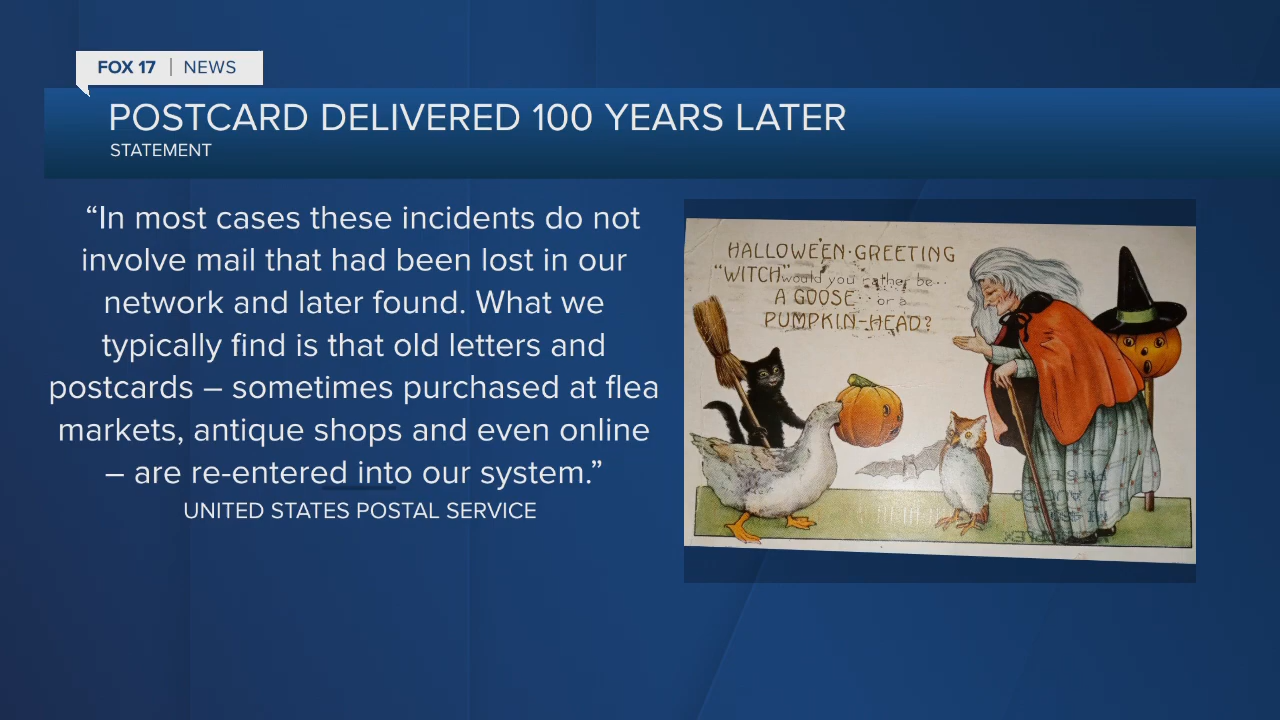 FOX 17 | NEWS
POSTCARD DELIVERED 100 YEARS LATER
STATEMENT
“In most cases these incidents do not
involve mail that had been lost in our
network and later found. What we
typically find is that old letters and
postcards – sometimes purchased at flea
markets, antique shops and even online
– are re-entered into our system.”
UNITED STATES POSTAL SERVICE
HALLOWE'EN·GREETING
"WITCH" would you rather be··
A GOOSE·· or a
PUMPKIN-HEAD?